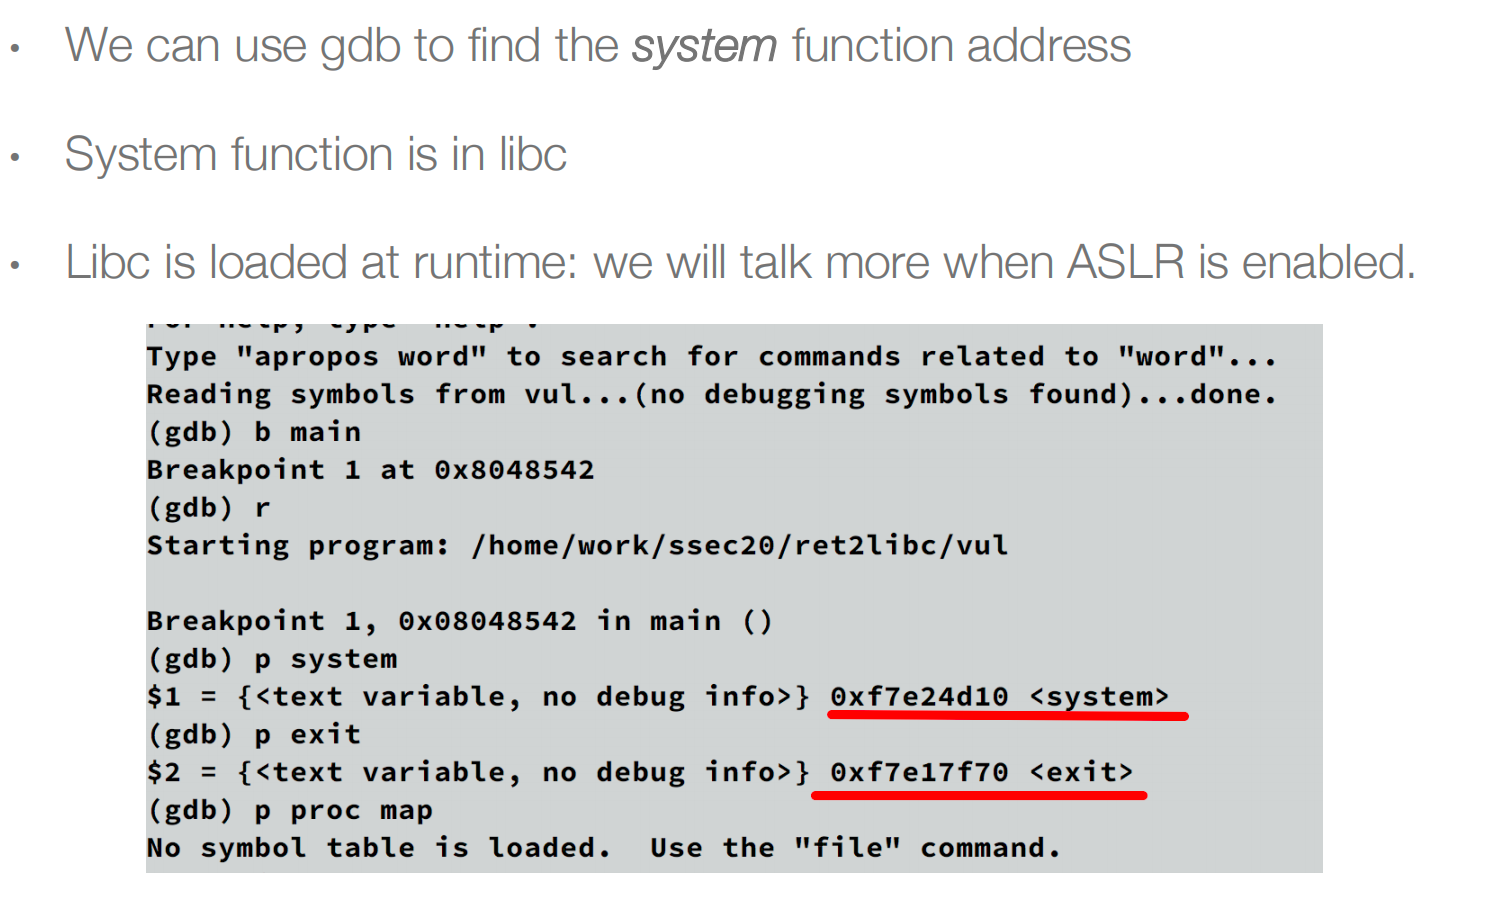 • We can use gdb to find the system function address
• System function is in libc
• Libc is loaded at runtime: we will talk more when ASLR is enabled.
For help, type "help".
Type "apropos word" to search for commands related to "word"...
Reading symbols from vul...(no debugging symbols found)...done.
(gdb) b main
Breakpoint 1 at 0x8048542
(gdb) r
Starting program: /home/work/ssec20/ret2libc/vul
Breakpoint 1, 0x08048542 in main ()
(gdb) p system
$1 = {<text variable, no debug info>} 0xf7e24d10 <system>
(gdb) p exit
$2 = {<text variable, no debug info>} 0xf7e17f70 <exit>
(gdb) p proc map
No symbol table is loaded.  Use the "file" command.